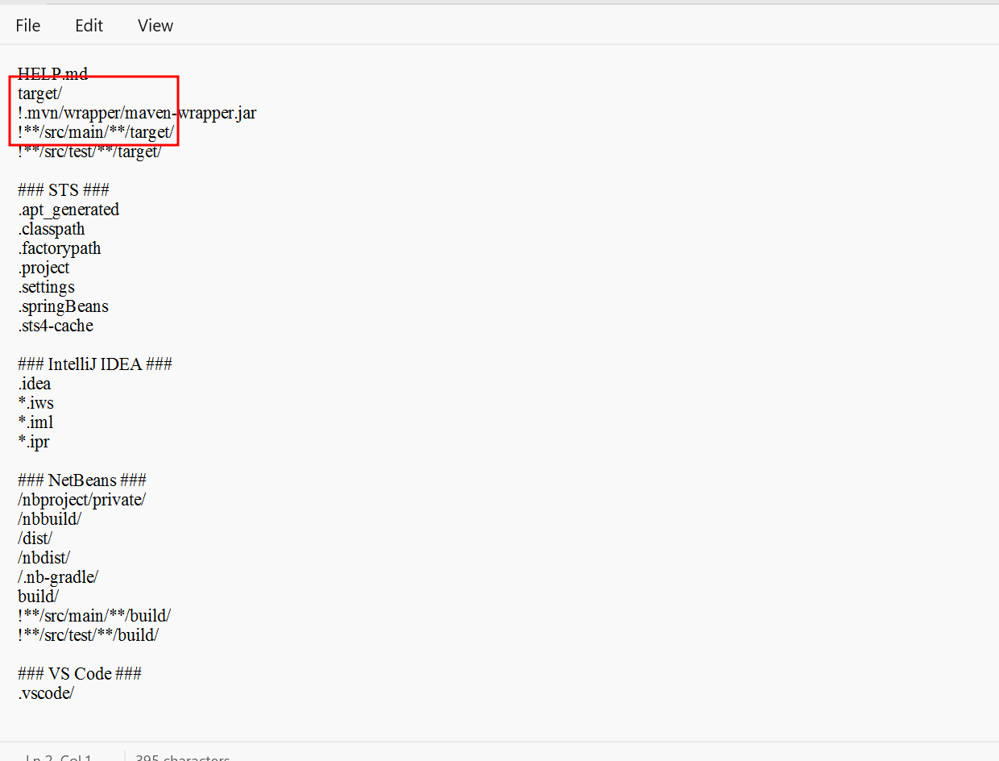 File Edit View
HELP.md
target/
!.mvn/wrapper/maven-wrapper.jar
!**/src/main/**/target/
!**/src/test/**/target/

### STS ###
.apt_generated
.classpath
.factorypath
.project
.settings
.springBeans
.sts4-cache

### IntelliJ IDEA ###
.idea
*.iws
*.iml
*.ipr

### NetBeans ###
/nbproject/private/
/nbbuild/
/dist/
/nbdist/
/.nb-gradle/
build/
!**/src/main/**/build/
!**/src/test/**/build/

### VS Code ###
.vscode/

Ln 2, Col 1 395 characters